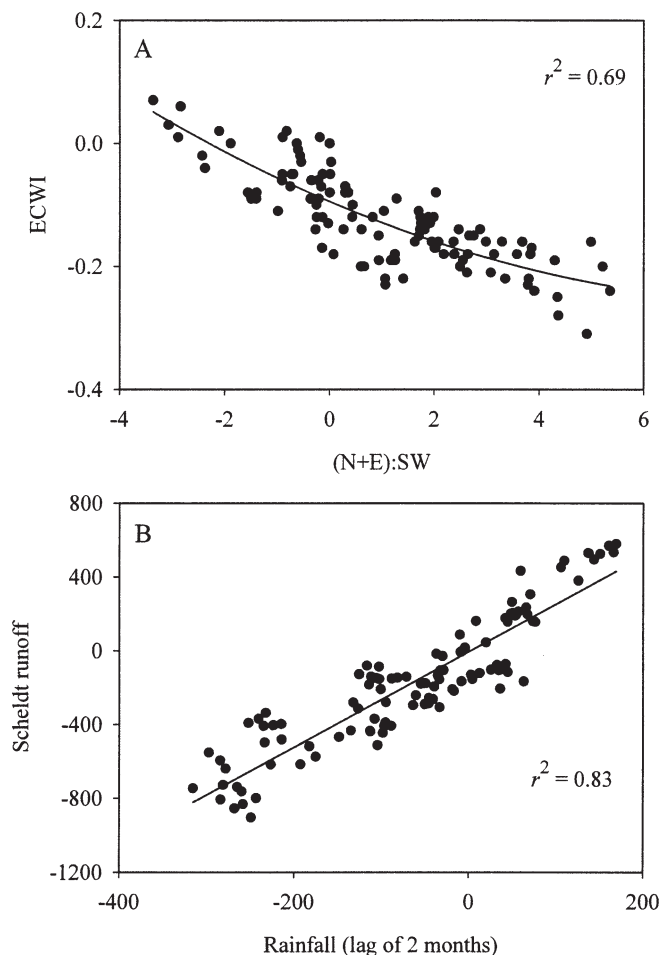 0.2
A
r² = 0.69
0.0
ECWI
-0.2
-0.4
-4 -2 0 2 4 6
(N+E):SW
800
B
400
0
Scheldt runoff
-400
r² = 0.83
-800
-1200
-400 -200 0 200
Rainfall (lag of 2 months)